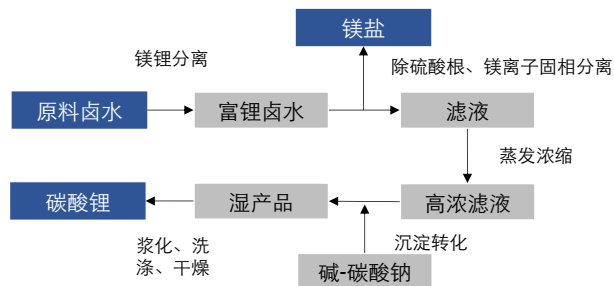 镁盐
镁锂分离
除硫酸根、镁离子固相分离
原料卤水
富锂卤水
滤液
蒸发浓缩
碳酸锂
湿产品
高浓滤液
浆化、洗
涤、干燥
沉淀转化
碱-碳酸钠